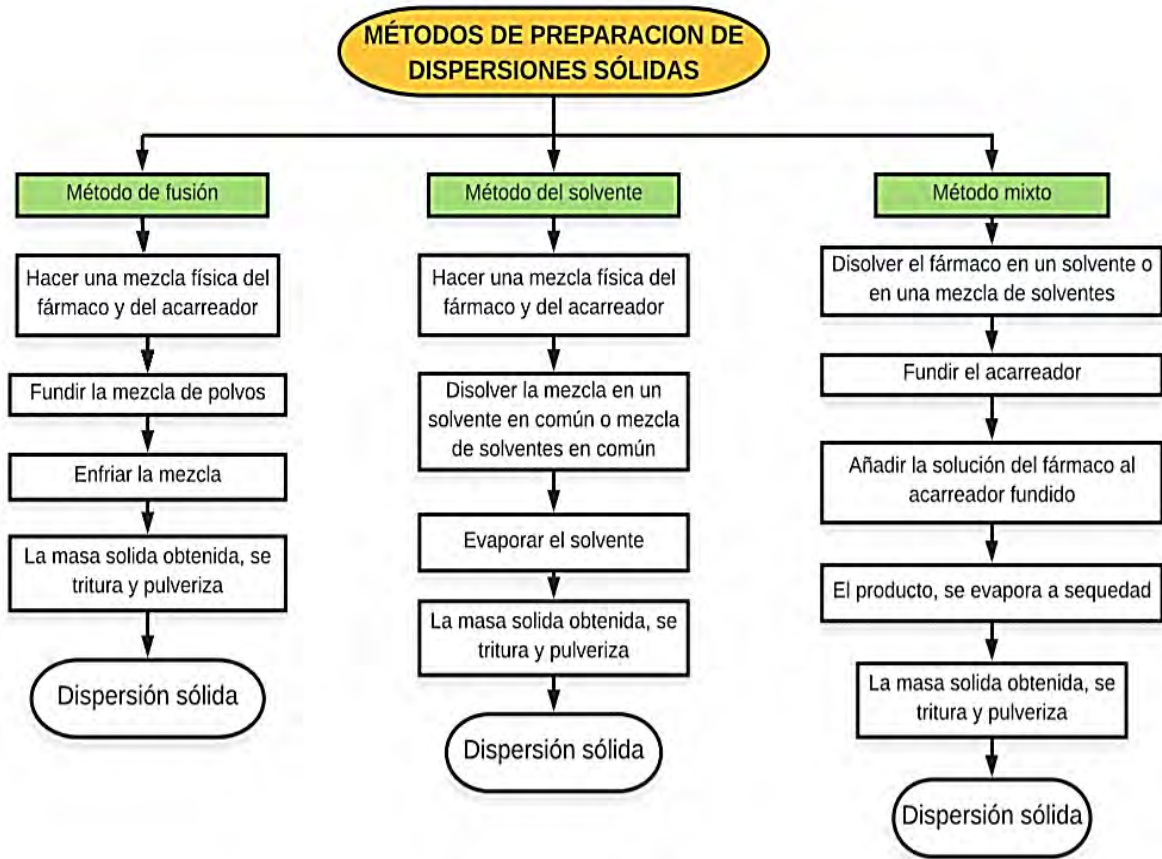 MÉTODOS DE PREPARACION DE
DISPERSIONES SÓLIDAS
Método de fusión
Hacer una mezcla física del
fármaco y del acarreador
Fundir la mezcla de polvos
Enfriar la mezcla
La masa solida obtenida, se
tritura y pulveriza
Dispersión sólida
Método del solvente
Hacer una mezcla física del
fármaco y del acarreador
Disolver la mezcla en un
solvente en común o mezcla
de solventes en común
Evaporar el solvente
La masa solida obtenida, se
tritura y pulveriza
Dispersión sólida
Método mixto
Disolver el fármaco en un solvente o
en una mezcla de solventes
Fundir el acarreador
Añadir la solución del fármaco al
acarreador fundido
El producto, se evapora a sequedad
La masa solida obtenida, se
tritura y pulveriza
Dispersión sólida